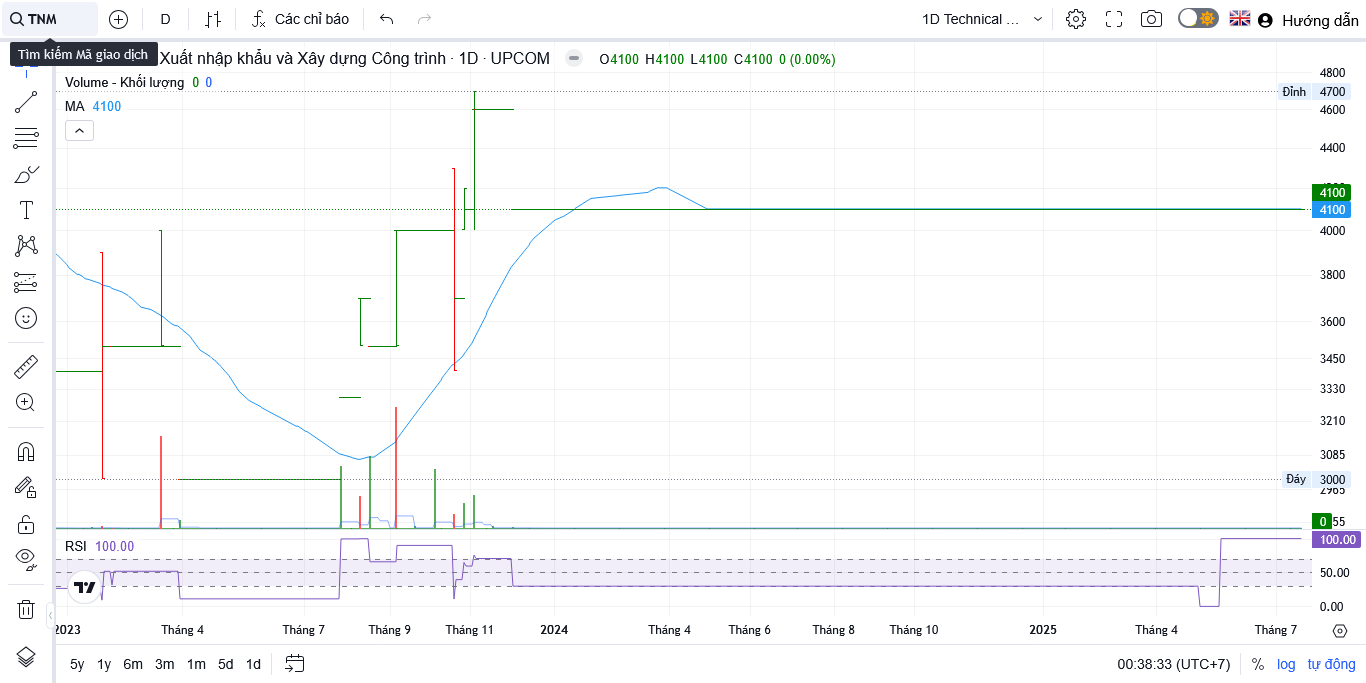 TNM D Các chỉ báo 1D Technical ... Hướng dẫn
Tìm kiếm Mã giao dịch
Xuất nhập khẩu và Xây dựng Công trình · 1D · UPCOM O4100 H4100 L4100 C4100 0 (0.00%)
Volume - Khối lượng 0 0
MA 4100
4800
Đỉnh 4700
4600
4400
4100
4100
4000
3800
3600
3450
3330
3210
3085
Đáy 3000
2965
0
55
RSI 100.00
100.00
50.00
0.00
2023 Tháng 4 Tháng 7 Tháng 9 Tháng 11 2024 Tháng 4 Tháng 6 Tháng 8 Tháng 10 2025 Tháng 4 Tháng 7
5y 1y 6m 3m 1m 5d 1d 00:38:33 (UTC+7) % log tự động